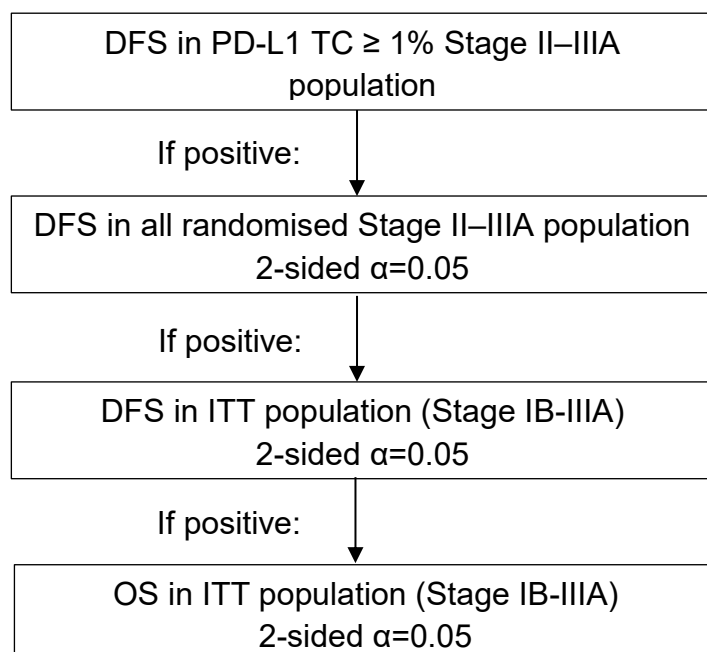 DFS in PD-L1 TC ≥ 1% Stage II–IIIA
population
If positive:
DFS in all randomised Stage II–IIIA population
2-sided α=0.05
If positive:
DFS in ITT population (Stage IB-IIIA)
2-sided α=0.05
If positive:
OS in ITT population (Stage IB-IIIA)
2-sided α=0.05